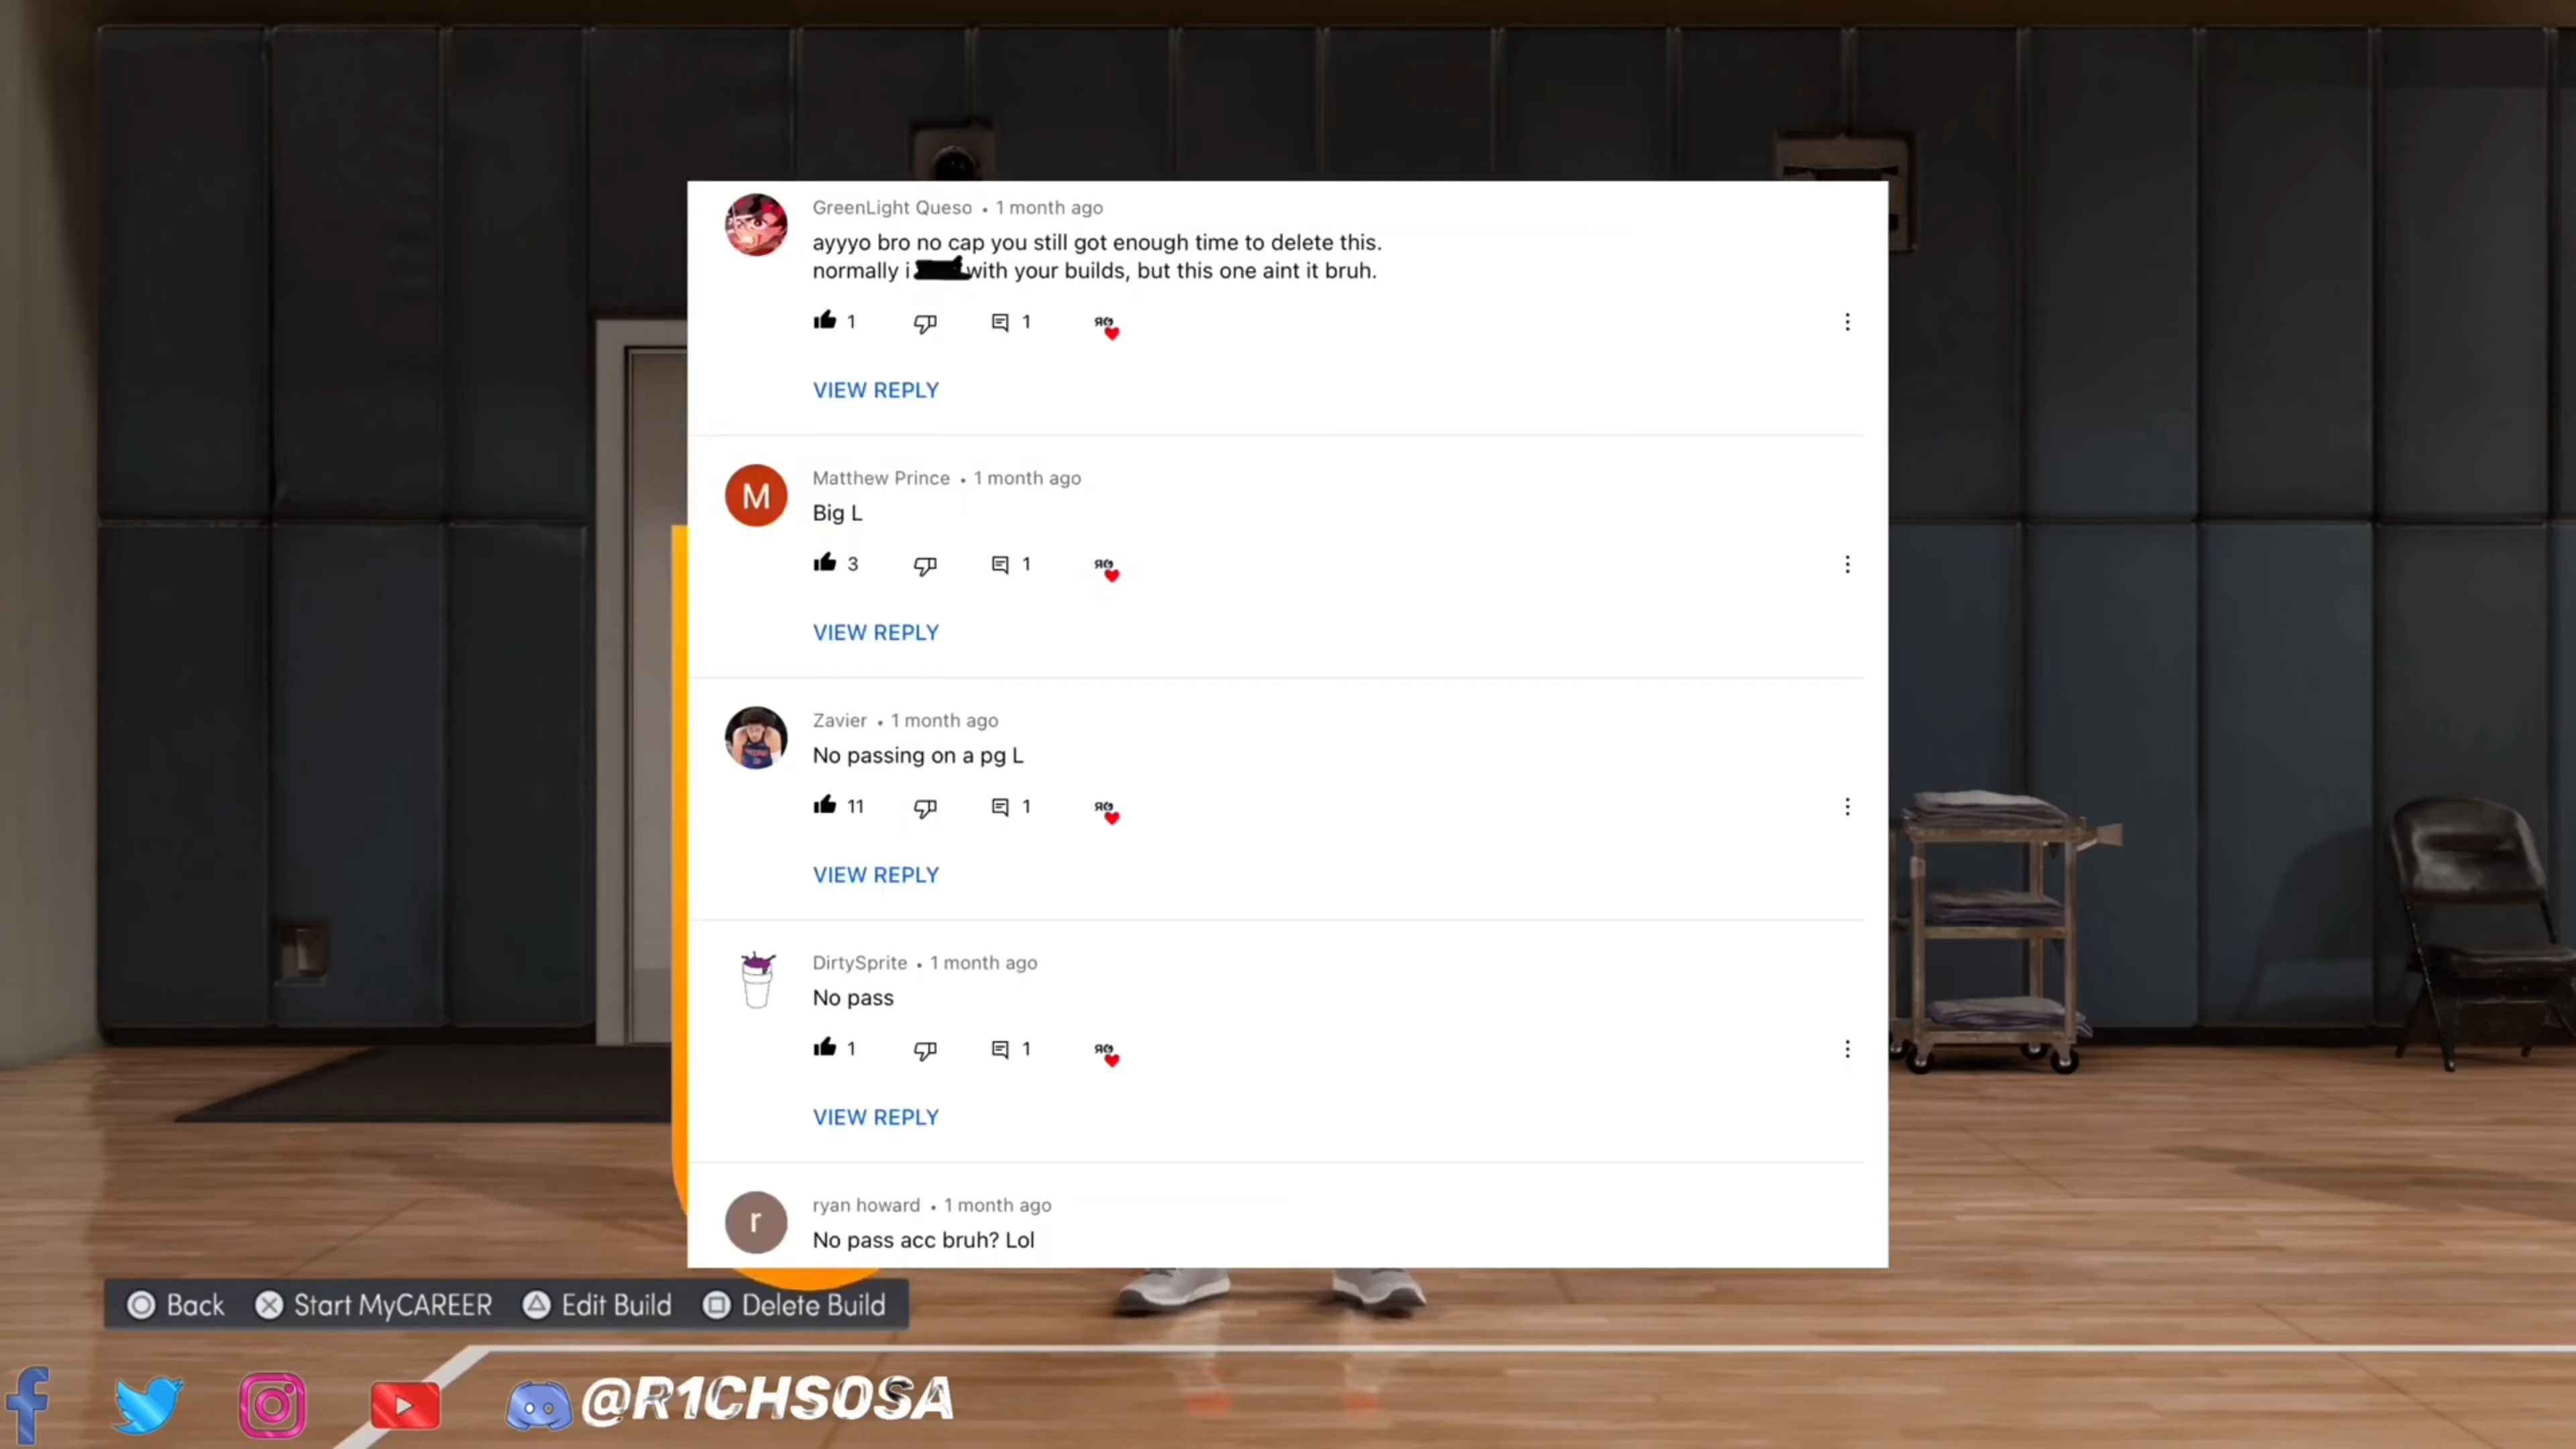 GreenLight Queso • 1 month ago
ayyyo bro no cap you still got enough time to delete this.
normally i with your builds, but this one aint it bruh.
1 1
VIEW REPLY
M
Matthew Prince • 1 month ago
Big L
3 1
VIEW REPLY
Zavier • 1 month ago
No passing on a pg L
11 1
VIEW REPLY
DirtySprite • 1 month ago
No pass
1 1
VIEW REPLY
r
ryan howard • 1 month ago
No pass acc bruh? Lol
Back Start MyCAREER Edit Build Delete Build
@R1CHSOSA